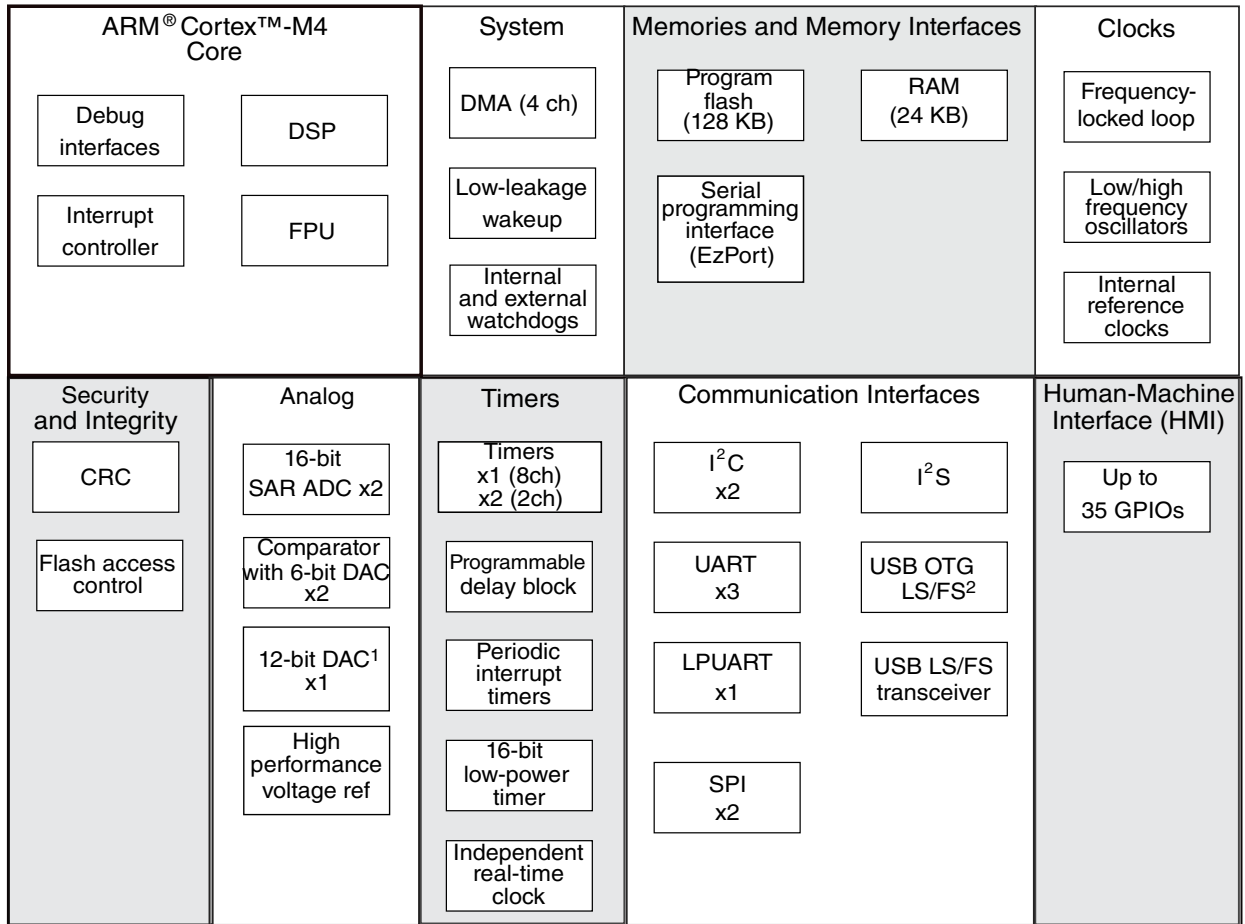 ARM® Cortex™-M4
Core
Debug
interfaces
DSP
Interrupt
controller
FPU
System
DMA (4 ch)
Low-leakage
wakeup
Internal
and external
watchdogs
Memories and Memory Interfaces
Program
flash
(128 KB)
RAM
(24 KB)
Serial
programming
interface
(EzPort)
Clocks
Frequency-
locked loop
Low/high
frequency
oscillators
Internal
reference
clocks
Security
and Integrity
CRC
Flash access
control
Analog
16-bit
SAR ADC x2
Comparator
with 6-bit DAC
x2
12-bit DAC¹
x1
High
performance
voltage ref
Timers
Timers
x1 (8ch)
x2 (2ch)
Programmable
delay block
Periodic
interrupt
timers
16-bit
low-power
timer
Independent
real-time
clock
Communication Interfaces
I²C
x2
I²S
UART
x3
USB OTG
LS/FS²
LPUART
x1
USB LS/FS
transceiver
SPI
x2
Human-Machine
Interface (HMI)
Up to
35 GPIOs